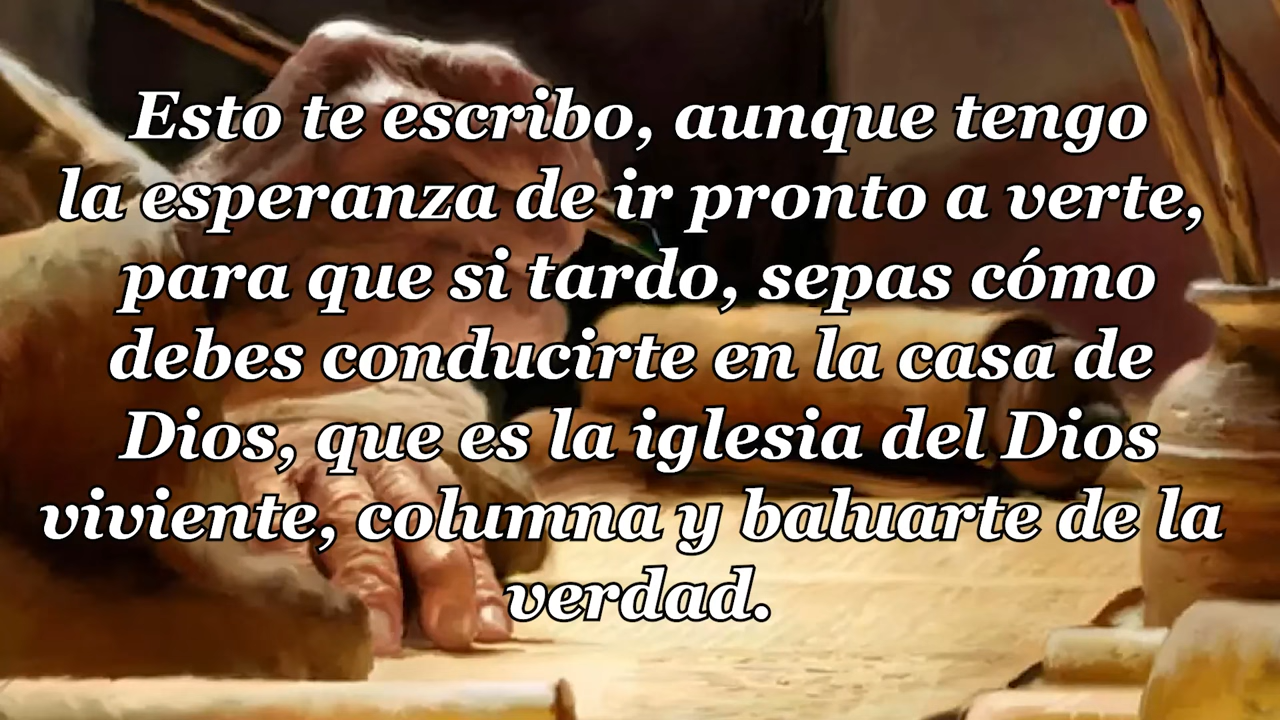 Esto te escribo, aunque tengo
la esperanza de ir pronto a verte,
para que si tardo, sepas cómo
debes conducirte en la casa de
Dios, que es la iglesia del Dios
viviente, columna y baluarte de la
verdad.